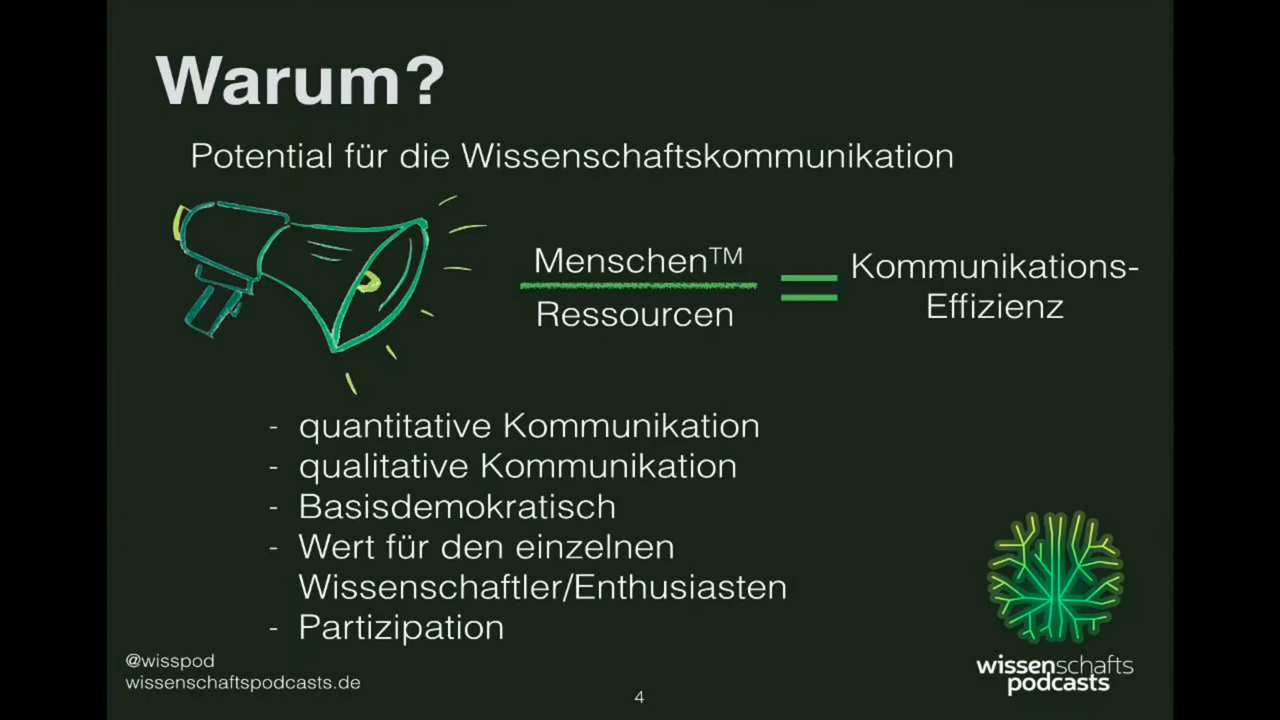 Warum?
Potential für die Wissenschaftskommunikation
Menschen™
Ressourcen
=
Kommunikations-
Effizienz
- quantitative Kommunikation
- qualitative Kommunikation
- Basisdemokratisch
- Wert für den einzelnen
Wissenschaftler/Enthusiasten
- Partizipation
@wisspod
wissenschaftspodcasts.de
4
wissenschafts
podcasts